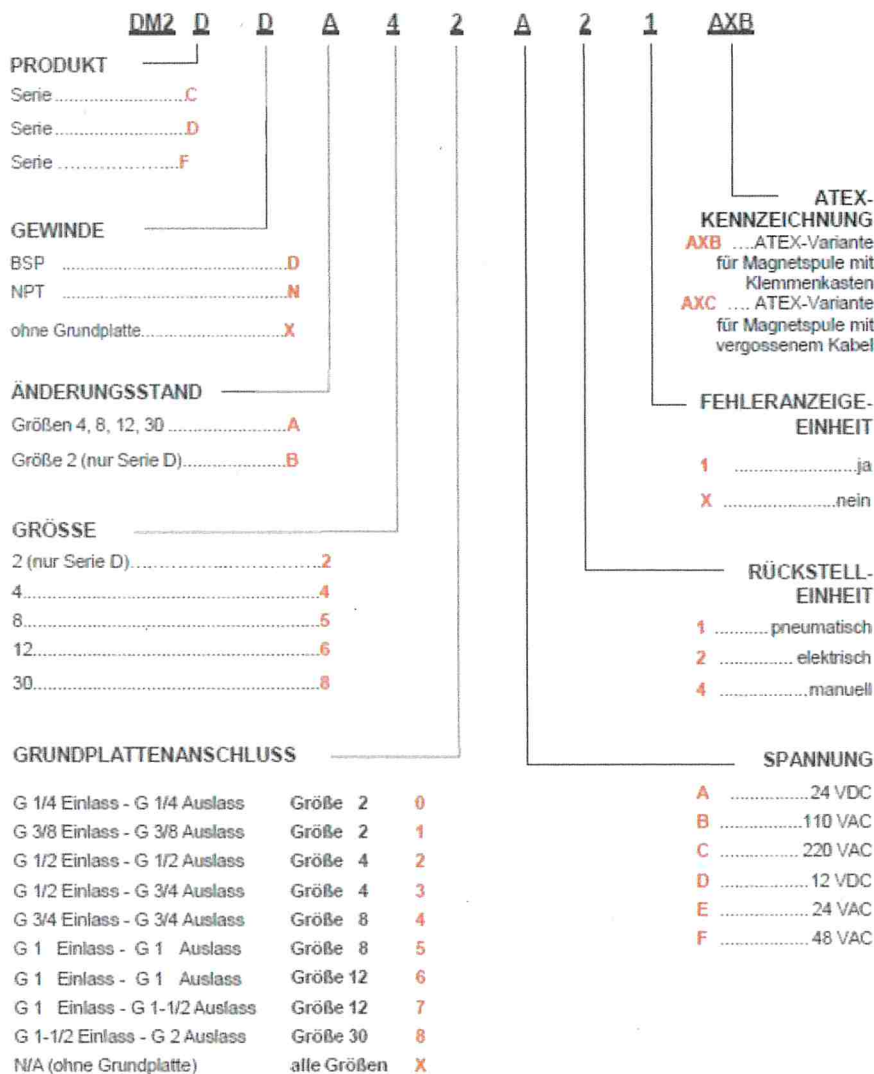 DM2 D D A 4 2 A 2 1 AXB
PRODUKT
Serie ....................C
Serie ....................D
Serie ..................F
GEWINDE
BSP ....................................D
NPT ....................................N
ohne Grundplatte.......................X
ÄNDERUNGSSTAND
Größen 4, 8, 12, 30 ...................A
Größe 2 (nur Serie D)................B
GRÖSSE
2 (nur Serie D)..............................2
4..................................................4
8..................................................5
12................................................6
30................................................8
GRUNDPLATTENANSCHLUSS
G 1/4 Einlass - G 1/4 Auslass Größe 2 0
G 3/8 Einlass - G 3/8 Auslass Größe 2 1
G 1/2 Einlass - G 1/2 Auslass Größe 4 2
G 1/2 Einlass - G 3/4 Auslass Größe 4 3
G 3/4 Einlass - G 3/4 Auslass Größe 8 4
G 1 Einlass - G 1 Auslass Größe 8 5
G 1 Einlass - G 1 Auslass Größe 12 6
G 1 Einlass - G 1-1/2 Auslass Größe 12 7
G 1-1/2 Einlass - G 2 Auslass Größe 30 8
N/A (ohne Grundplatte) alle Größen X
ATEX-
KENNZEICHNUNG
AXB ....ATEX-Variante
für Magnetspule mit
Klemmenkasten
AXC .... ATEX-Variante
für Magnetspule mit
vergossenem Kabel
FEHLERANZEIGE-
EINHEIT
1 .....................ja
X ...................nein
RÜCKSTELL-
EINHEIT
1 ..........pneumatisch
2 ............. elektrisch
4 ...............manuell
SPANNUNG
A ..............24 VDC
B .............110 VAC
C ............. 220 VAC
D ..............12 VDC
E ...............24 VAC
F .............. 48 VAC